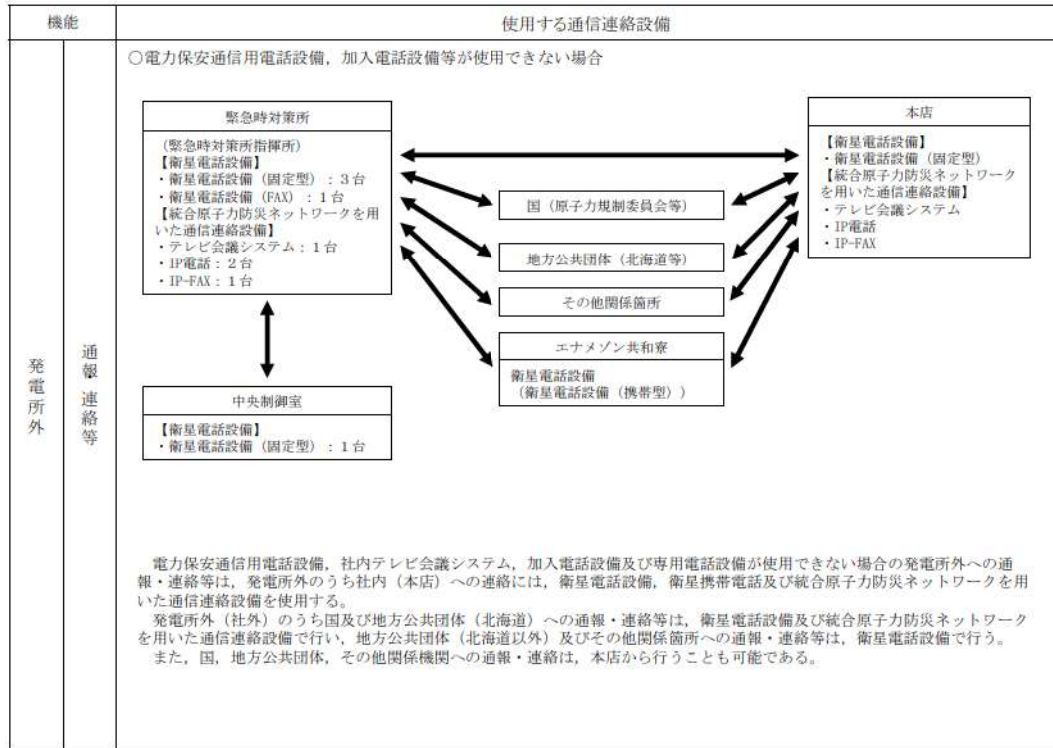 機能
使用する通信連絡設備
発電所外
通報・連絡等
○電力保安通信用電話設備，加入電話設備等が使用できない場合
緊急時対策所
（緊急時対策所指揮所）
【衛星電話設備】
・衛星電話設備（固定型）：３台
・衛星電話設備（FAX）：１台
【統合原子力防災ネットワークを用
いた通信連絡設備】
・テレビ会議システム：１台
・IP電話：２台
・IP-FAX：１台
中央制御室
【衛星電話設備】
・衛星電話設備（固定型）：１台
国（原子力規制委員会等）
地方公共団体（北海道等）
その他関係箇所
エナメゾン共和寮
衛星電話設備
（衛星電話設備（携帯型））
本店
【衛星電話設備】
・衛星電話設備（固定型）
【統合原子力防災ネットワーク
を用いた通信連絡設備】
・テレビ会議システム
・IP電話
・IP-FAX
電力保安通信用電話設備，社内テレビ会議システム，加入電話設備及び専用電話設備が使用できない場合の発電所外への通
報・連絡等は，発電所外のうち社内（本店）への連絡には，衛星電話設備，衛星携帯電話及び統合原子力防災ネットワークを用
いた通信連絡設備を使用する。
発電所外（社外）のうち国及び地方公共団体（北海道）への通報・連絡等は，衛星電話設備及び統合原子力防災ネットワーク
を用いた通信連絡設備で行い，地方公共団体（北海道以外）及びその他関係箇所への通報・連絡等は，衛星電話設備で行う。
また，国，地方公共団体，その他関係機関への通報・連絡は，本店から行うことも可能である。